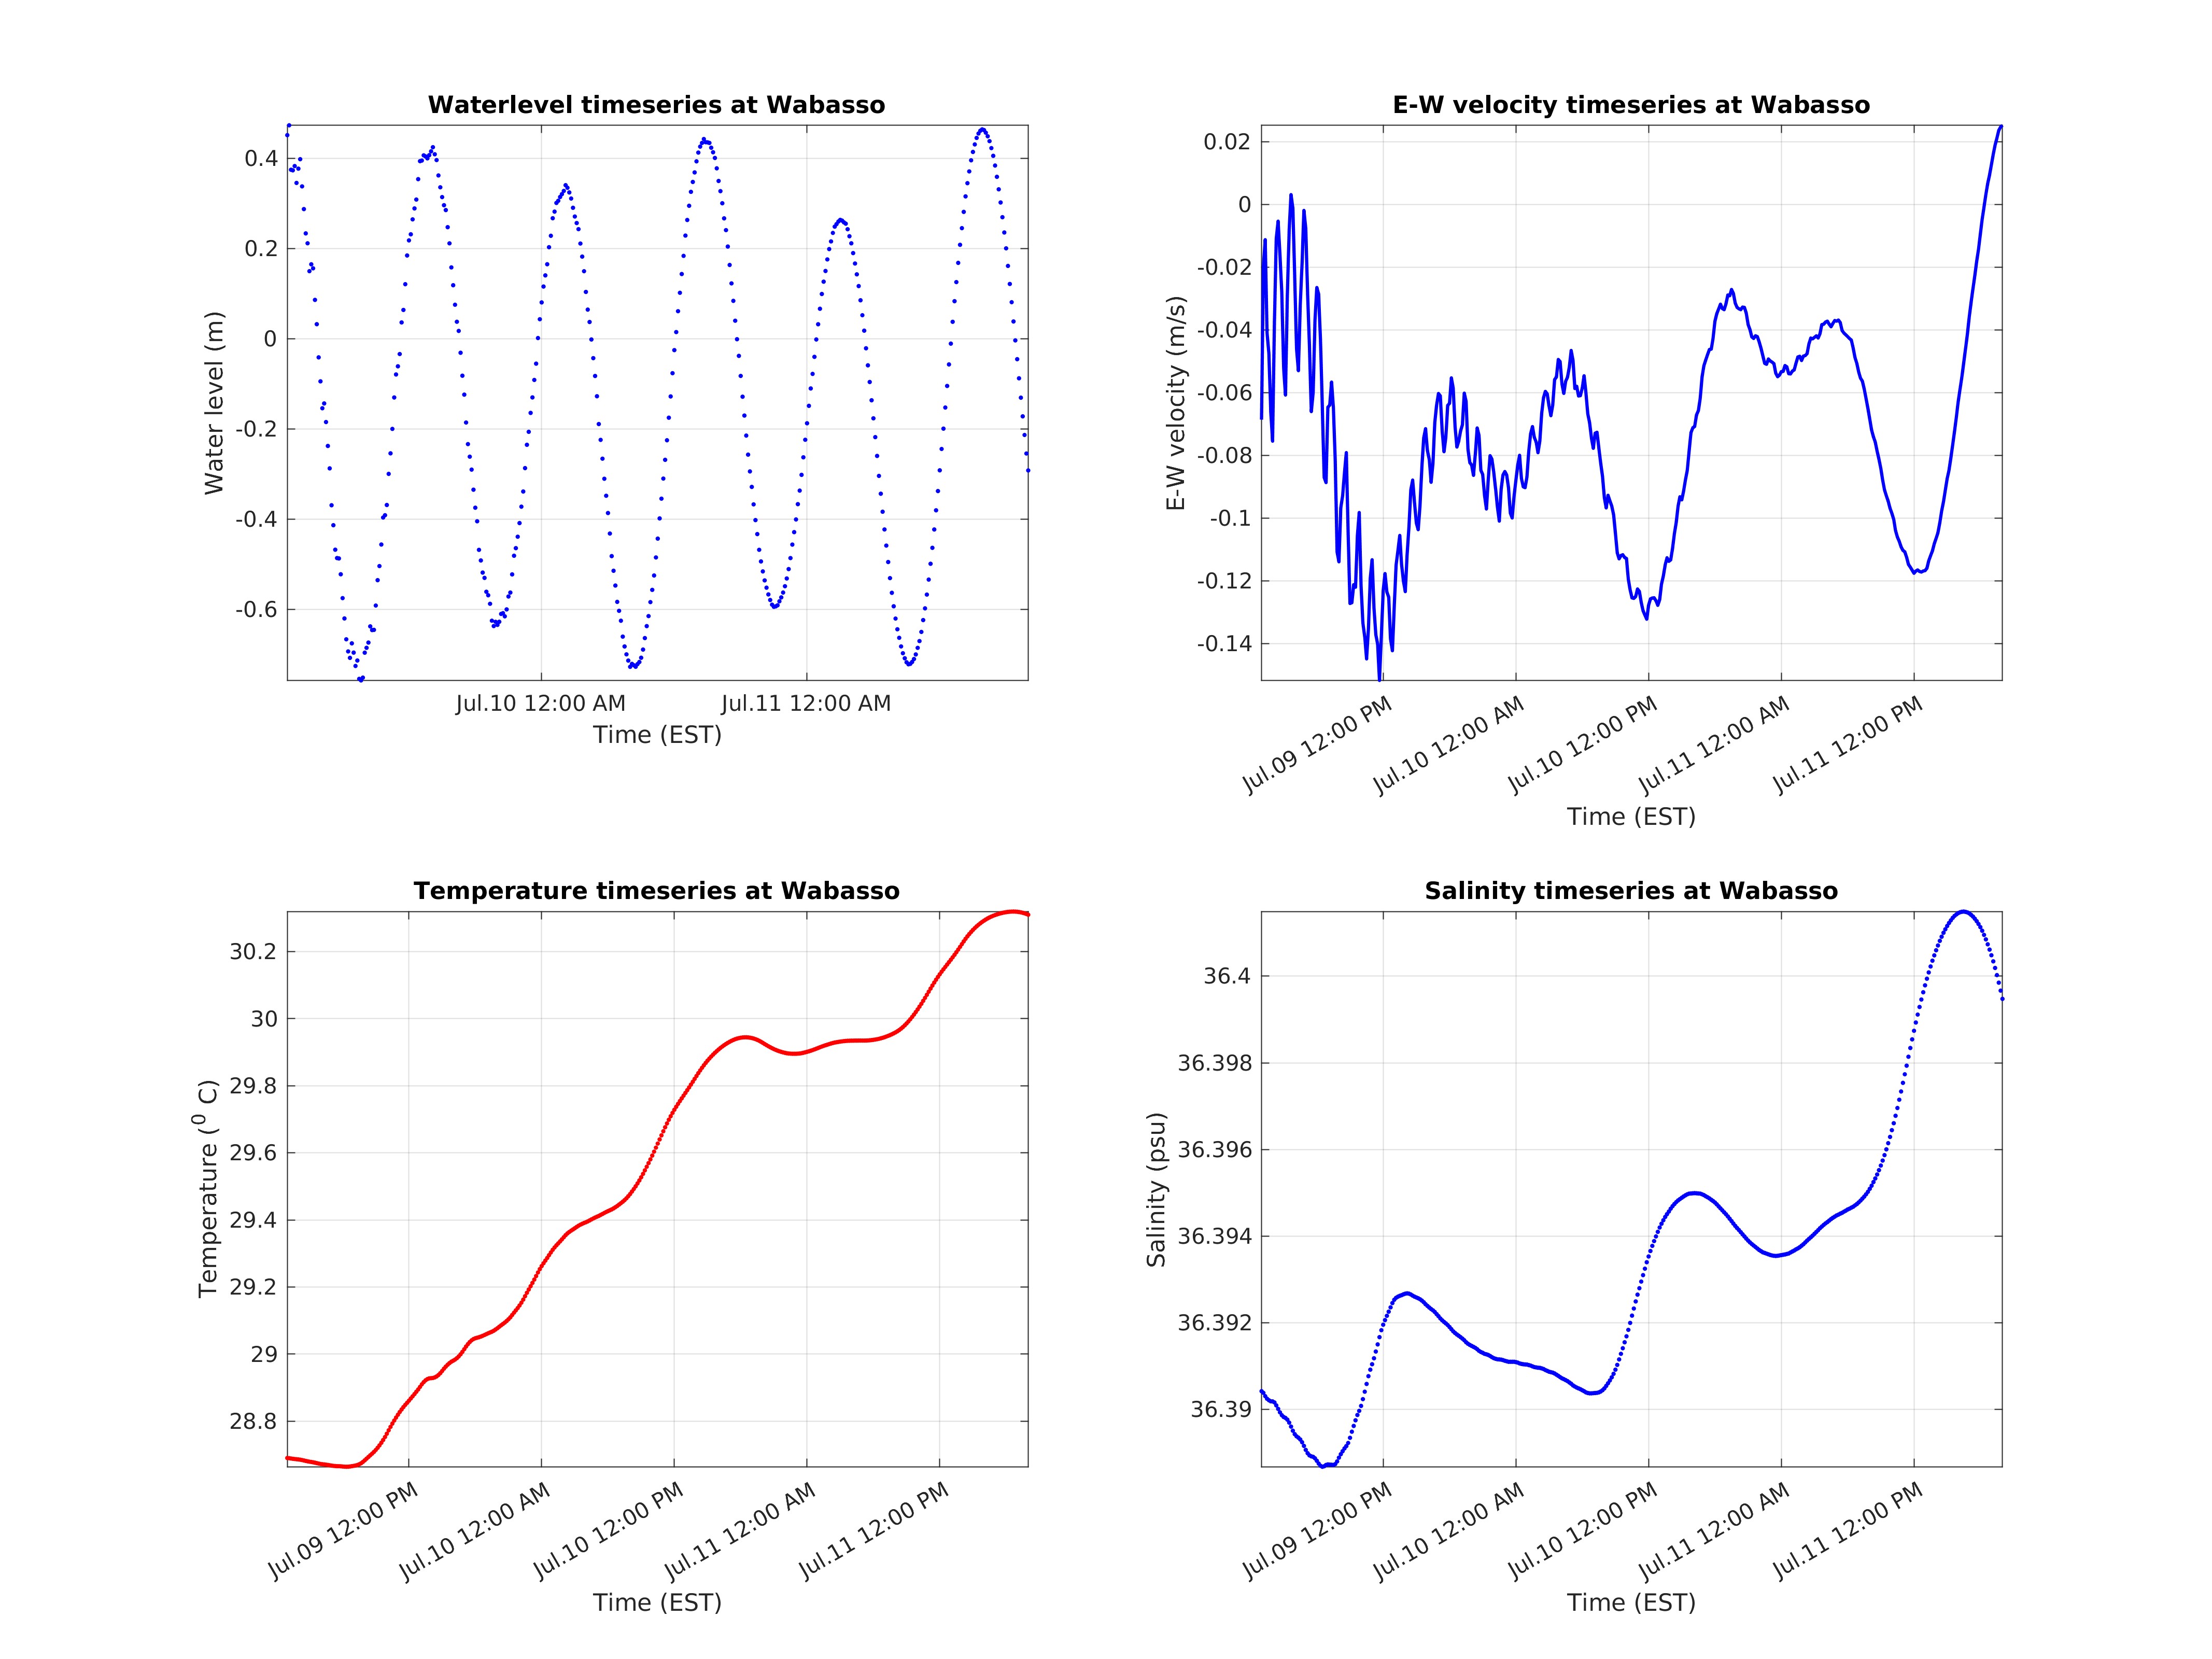 Waterlevel timeseries at Wabasso
0.4
0.2
0
-0.2
-0.4
-0.6
Water level (m)
Jul.10 12:00 AM
Jul.11 12:00 AM
Time (EST)
E-W velocity timeseries at Wabasso
0.02
0
-0.02
-0.04
-0.06
-0.08
-0.1
-0.12
-0.14
E-W velocity (m/s)
Jul.09 12:00 PM
Jul.10 12:00 AM
Jul.10 12:00 PM
Jul.11 12:00 AM
Jul.11 12:00 PM
Time (EST)
Temperature timeseries at Wabasso
30.2
30
29.8
29.6
29.4
29.2
29
28.8
Temperature (⁰ C)
Jul.09 12:00 PM
Jul.10 12:00 AM
Jul.10 12:00 PM
Jul.11 12:00 AM
Jul.11 12:00 PM
Time (EST)
Salinity timeseries at Wabasso
36.4
36.398
36.396
36.394
36.392
36.39
Salinity (psu)
Jul.09 12:00 PM
Jul.10 12:00 AM
Jul.10 12:00 PM
Jul.11 12:00 AM
Jul.11 12:00 PM
Time (EST)